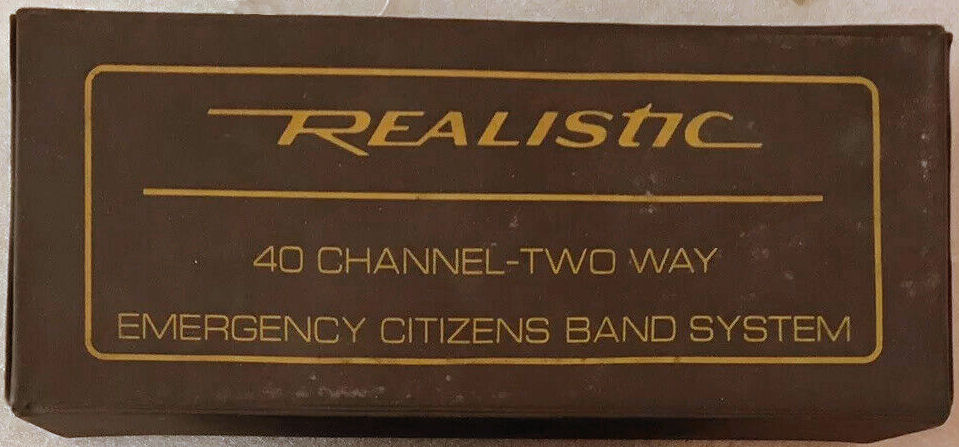 REALISTIC
40 CHANNEL-TWO WAY
EMERGENCY CITIZENS BAND SYSTEM